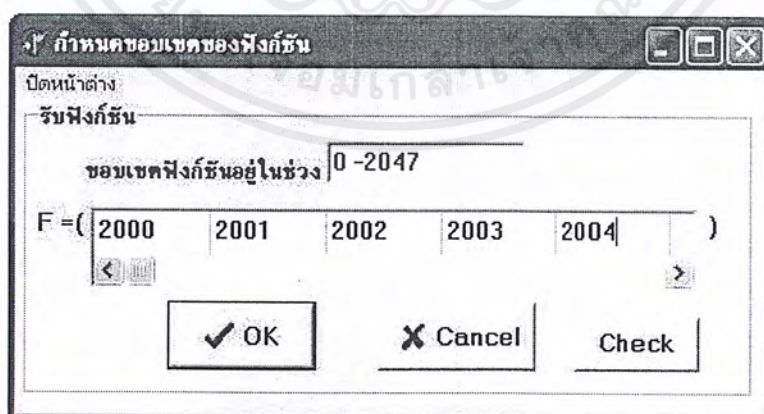 กำหนดขอบเขตของฟังก์ชัน
ปิดหน้าต่าง
รับฟังก์ชัน
ขอบเขตฟังก์ชันอยู่ในช่วง 0 -2047
F =( 2000 2001 2002 2003 2004 )
OK Cancel Check